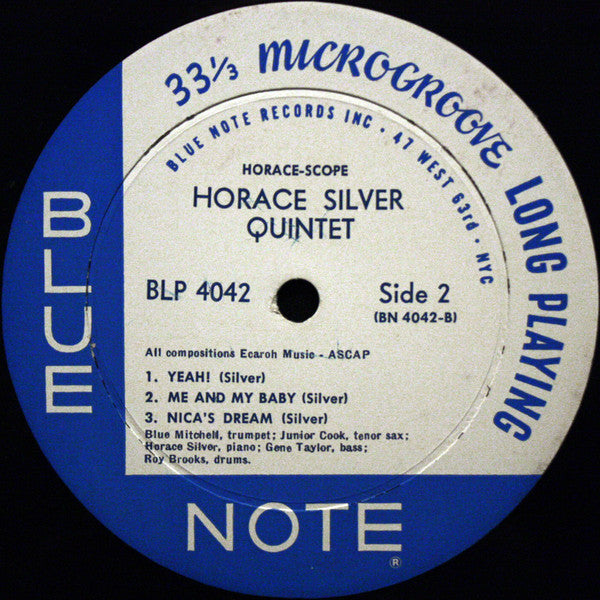 33⅓ MICROGROOVE LONG PLAYING
BLUE NOTE RECORDS INC • 47 WEST 63rd • NYC
HORACE-SCOPE
HORACE SILVER
QUINTET
BLP 4042
Side 2
(BN 4042-B)
All compositions Ecaroh Music - ASCAP
1. YEAH! (Silver)
2. ME AND MY BABY (Silver)
3. NICA'S DREAM (Silver)
Blue Mitchell, trumpet; Junior Cook, tenor sax;
Horace Silver, piano; Gene Taylor, bass;
Roy Brooks, drums.
BLUE
NOTE
®